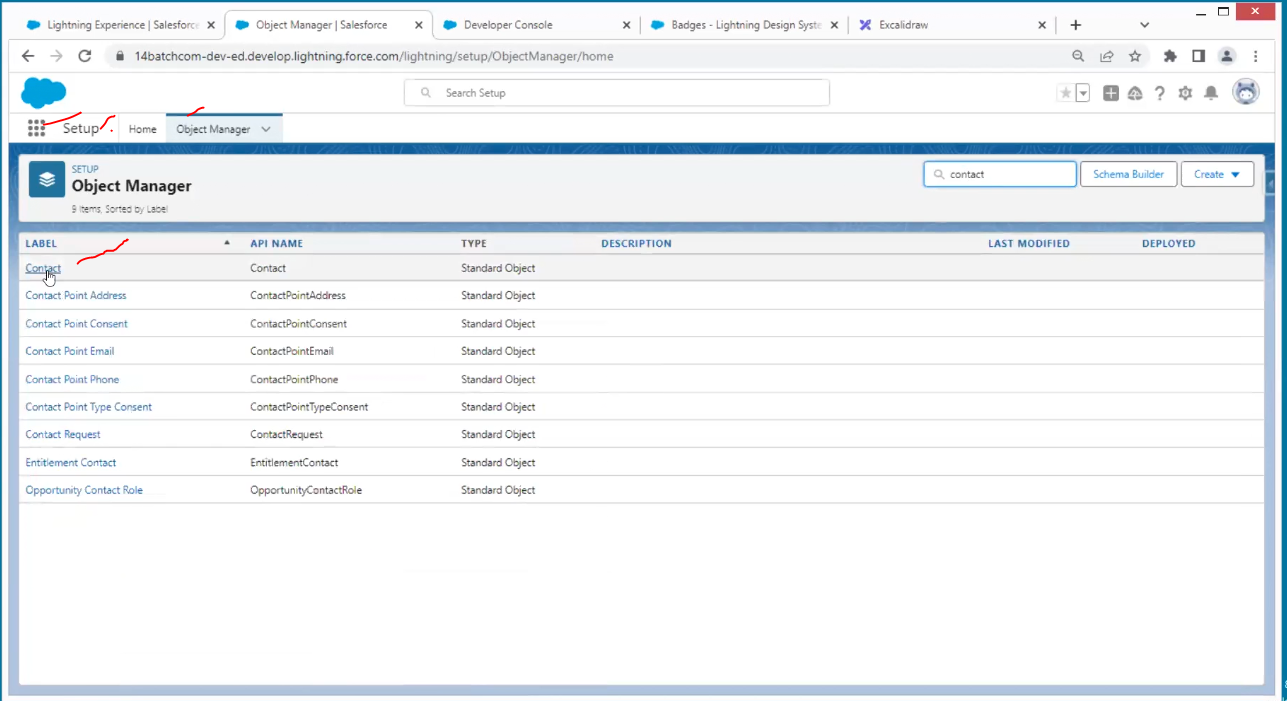 Lightning Experience | Salesforce
Object Manager | Salesforce
Developer Console
Badges - Lightning Design Syste
Excalidraw
14batchcom-dev-ed.develop.lightning.force.com/lightning/setup/ObjectManager/home
Search Setup
Setup
Home
Object Manager
SETUP
Object Manager
9 Items, Sorted by Label
contact
Schema Builder
Create
LABEL API NAME TYPE DESCRIPTION LAST MODIFIED DEPLOYED
Contact Contact Standard Object
Contact Point Address ContactPointAddress Standard Object
Contact Point Consent ContactPointConsent Standard Object
Contact Point Email ContactPointEmail Standard Object
Contact Point Phone ContactPointPhone Standard Object
Contact Point Type Consent ContactPointTypeConsent Standard Object
Contact Request ContactRequest Standard Object
Entitlement Contact EntitlementContact Standard Object
Opportunity Contact Role OpportunityContactRole Standard Object